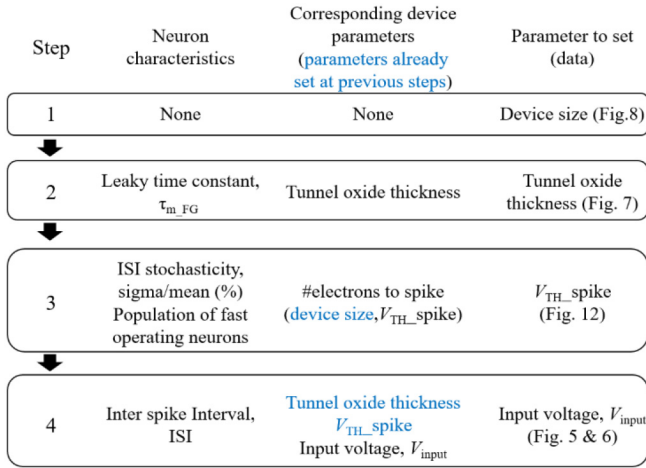 Step
Neuron
characteristics
Corresponding device
parameters
(parameters already
set at previous steps)
Parameter to set
(data)
1
None
None
Device size (Fig.8)
2
Leaky time constant,
τm_FG
Tunnel oxide thickness
Tunnel oxide
thickness (Fig. 7)
3
ISI stochasticity,
sigma/mean (%)
Population of fast
operating neurons
#electrons to spike
(device size,VTH_spike)
VTH_spike
(Fig. 12)
4
Inter spike Interval,
ISI
Tunnel oxide thickness
VTH_spike
Input voltage, Vinput
Input voltage, Vinput
(Fig. 5 & 6)